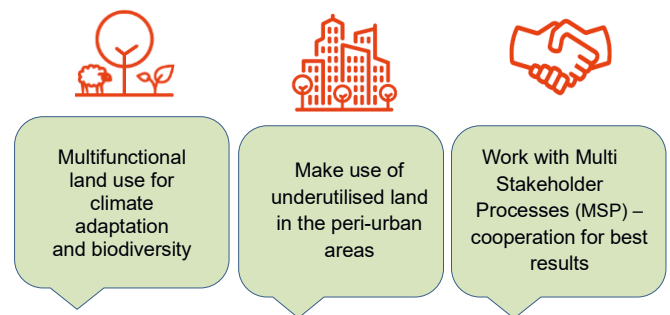 Multifunctional
land use for
climate
adaptation
and biodiversity
Make use of
underutilised land
in the peri-urban
areas
Work with Multi
Stakeholder
Processes (MSP) –
cooperation for best
results